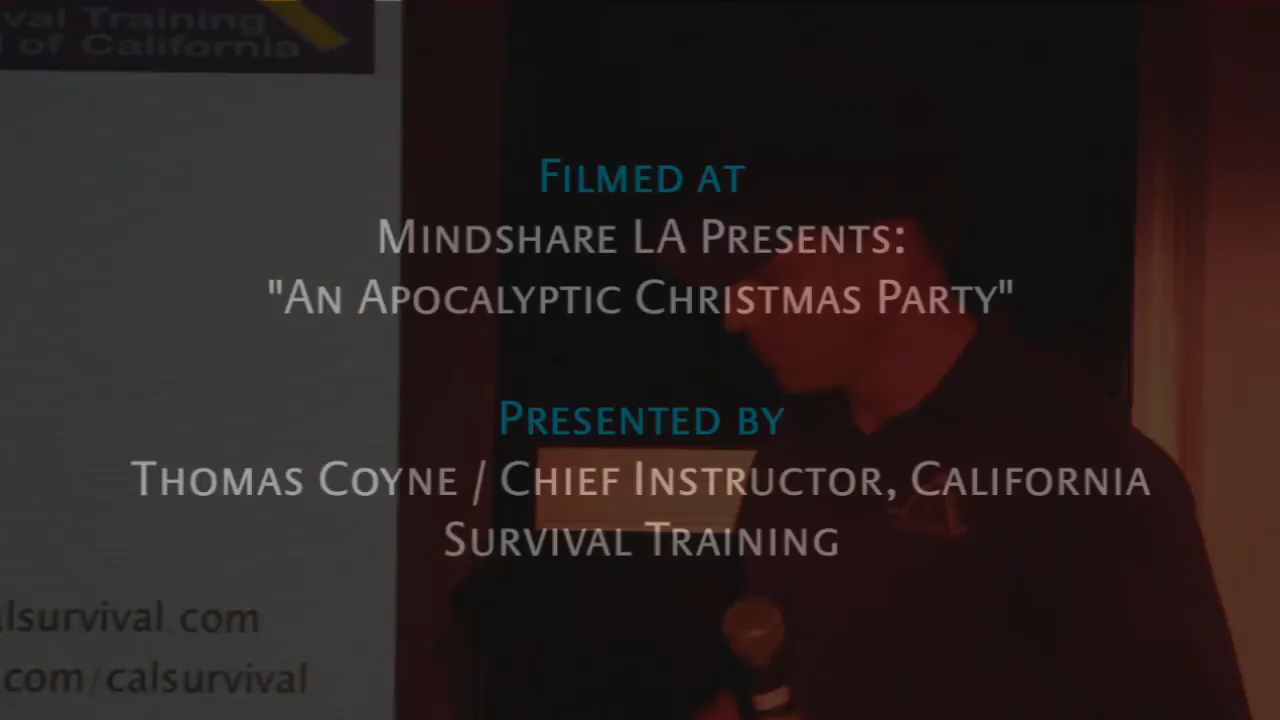 val Training
of California
FILMED AT
MINDSHARE LA PRESENTS:
"AN APOCALYPTIC CHRISTMAS PARTY"
PRESENTED BY
THOMAS COYNE / CHIEF INSTRUCTOR, CALIFORNIA
SURVIVAL TRAINING
alsurvival.com
.com/calsurvival